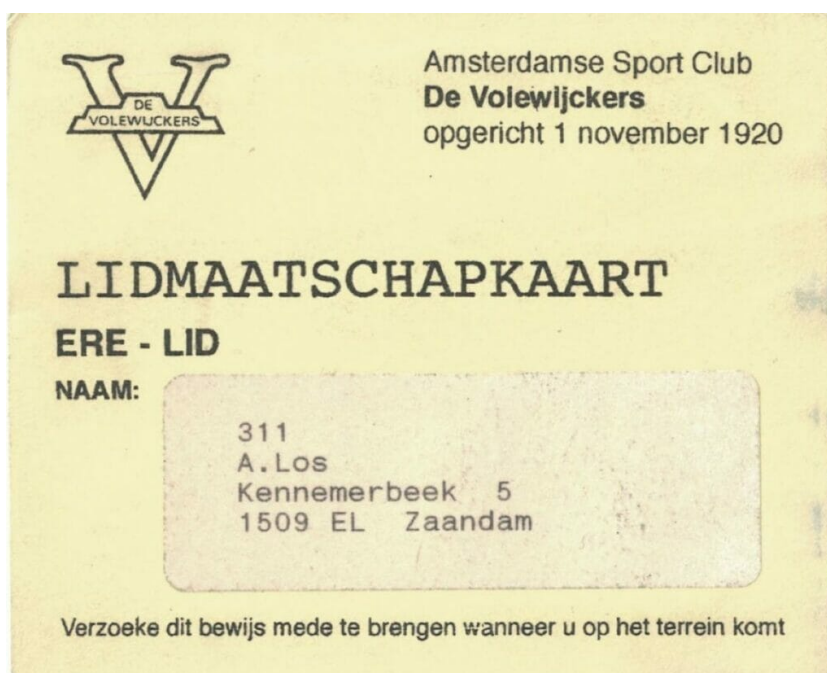 DE
VOLEWIJCKERS
Amsterdamse Sport Club
De Volewijckers
opgericht 1 november 1920
LIDMAATSCHAPKAART
ERE - LID
NAAM:
311
A.Los
Kennemerbeek 5
1509 EL Zaandam
Verzoeke dit bewijs mede te brengen wanneer u op het terrein komt